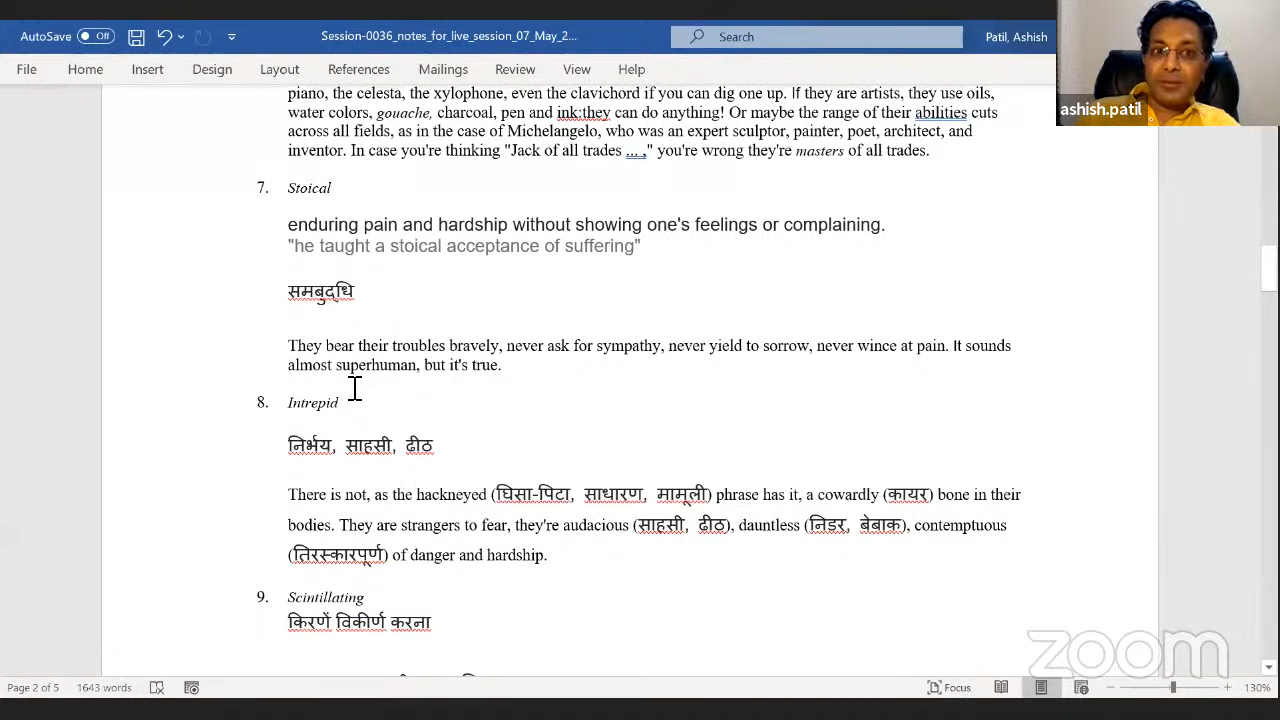 AutoSave Off Session-0036_notes_for_live_session_07_May_2... Search Patil, Ashish
File Home Insert Design Layout References Mailings Review View Help
ashish.patil
piano, the celesta, the xylophone, even the clavichord if you can dig one up. If they are artists, they use oils,
water colors, gouache, charcoal, pen and ink:they can do anything! Or maybe the range of their abilities cuts
across all fields, as in the case of Michelangelo, who was an expert sculptor, painter, poet, architect, and
inventor. In case you're thinking "Jack of all trades ... ," you're wrong they're masters of all trades.
7. Stoical
enduring pain and hardship without showing one's feelings or complaining.
"he taught a stoical acceptance of suffering"
समबुद्धि
They bear their troubles bravely, never ask for sympathy, never yield to sorrow, never wince at pain. It sounds
almost superhuman, but it's true.
8. Intrepid
निर्भय, साहसी, ढीठ
There is not, as the hackneyed (घिसा-पिटा, साधारण, मामूली) phrase has it, a cowardly (कायर) bone in their
bodies. They are strangers to fear, they're audacious (साहसी, ढीठ), dauntless (निडर, बेबाक), contemptuous
(तिरस्कारपूर्ण) of danger and hardship.
9. Scintillating
किरणें विकीर्ण करना
zoom
Page 2 of 5 1643 words Focus 130%